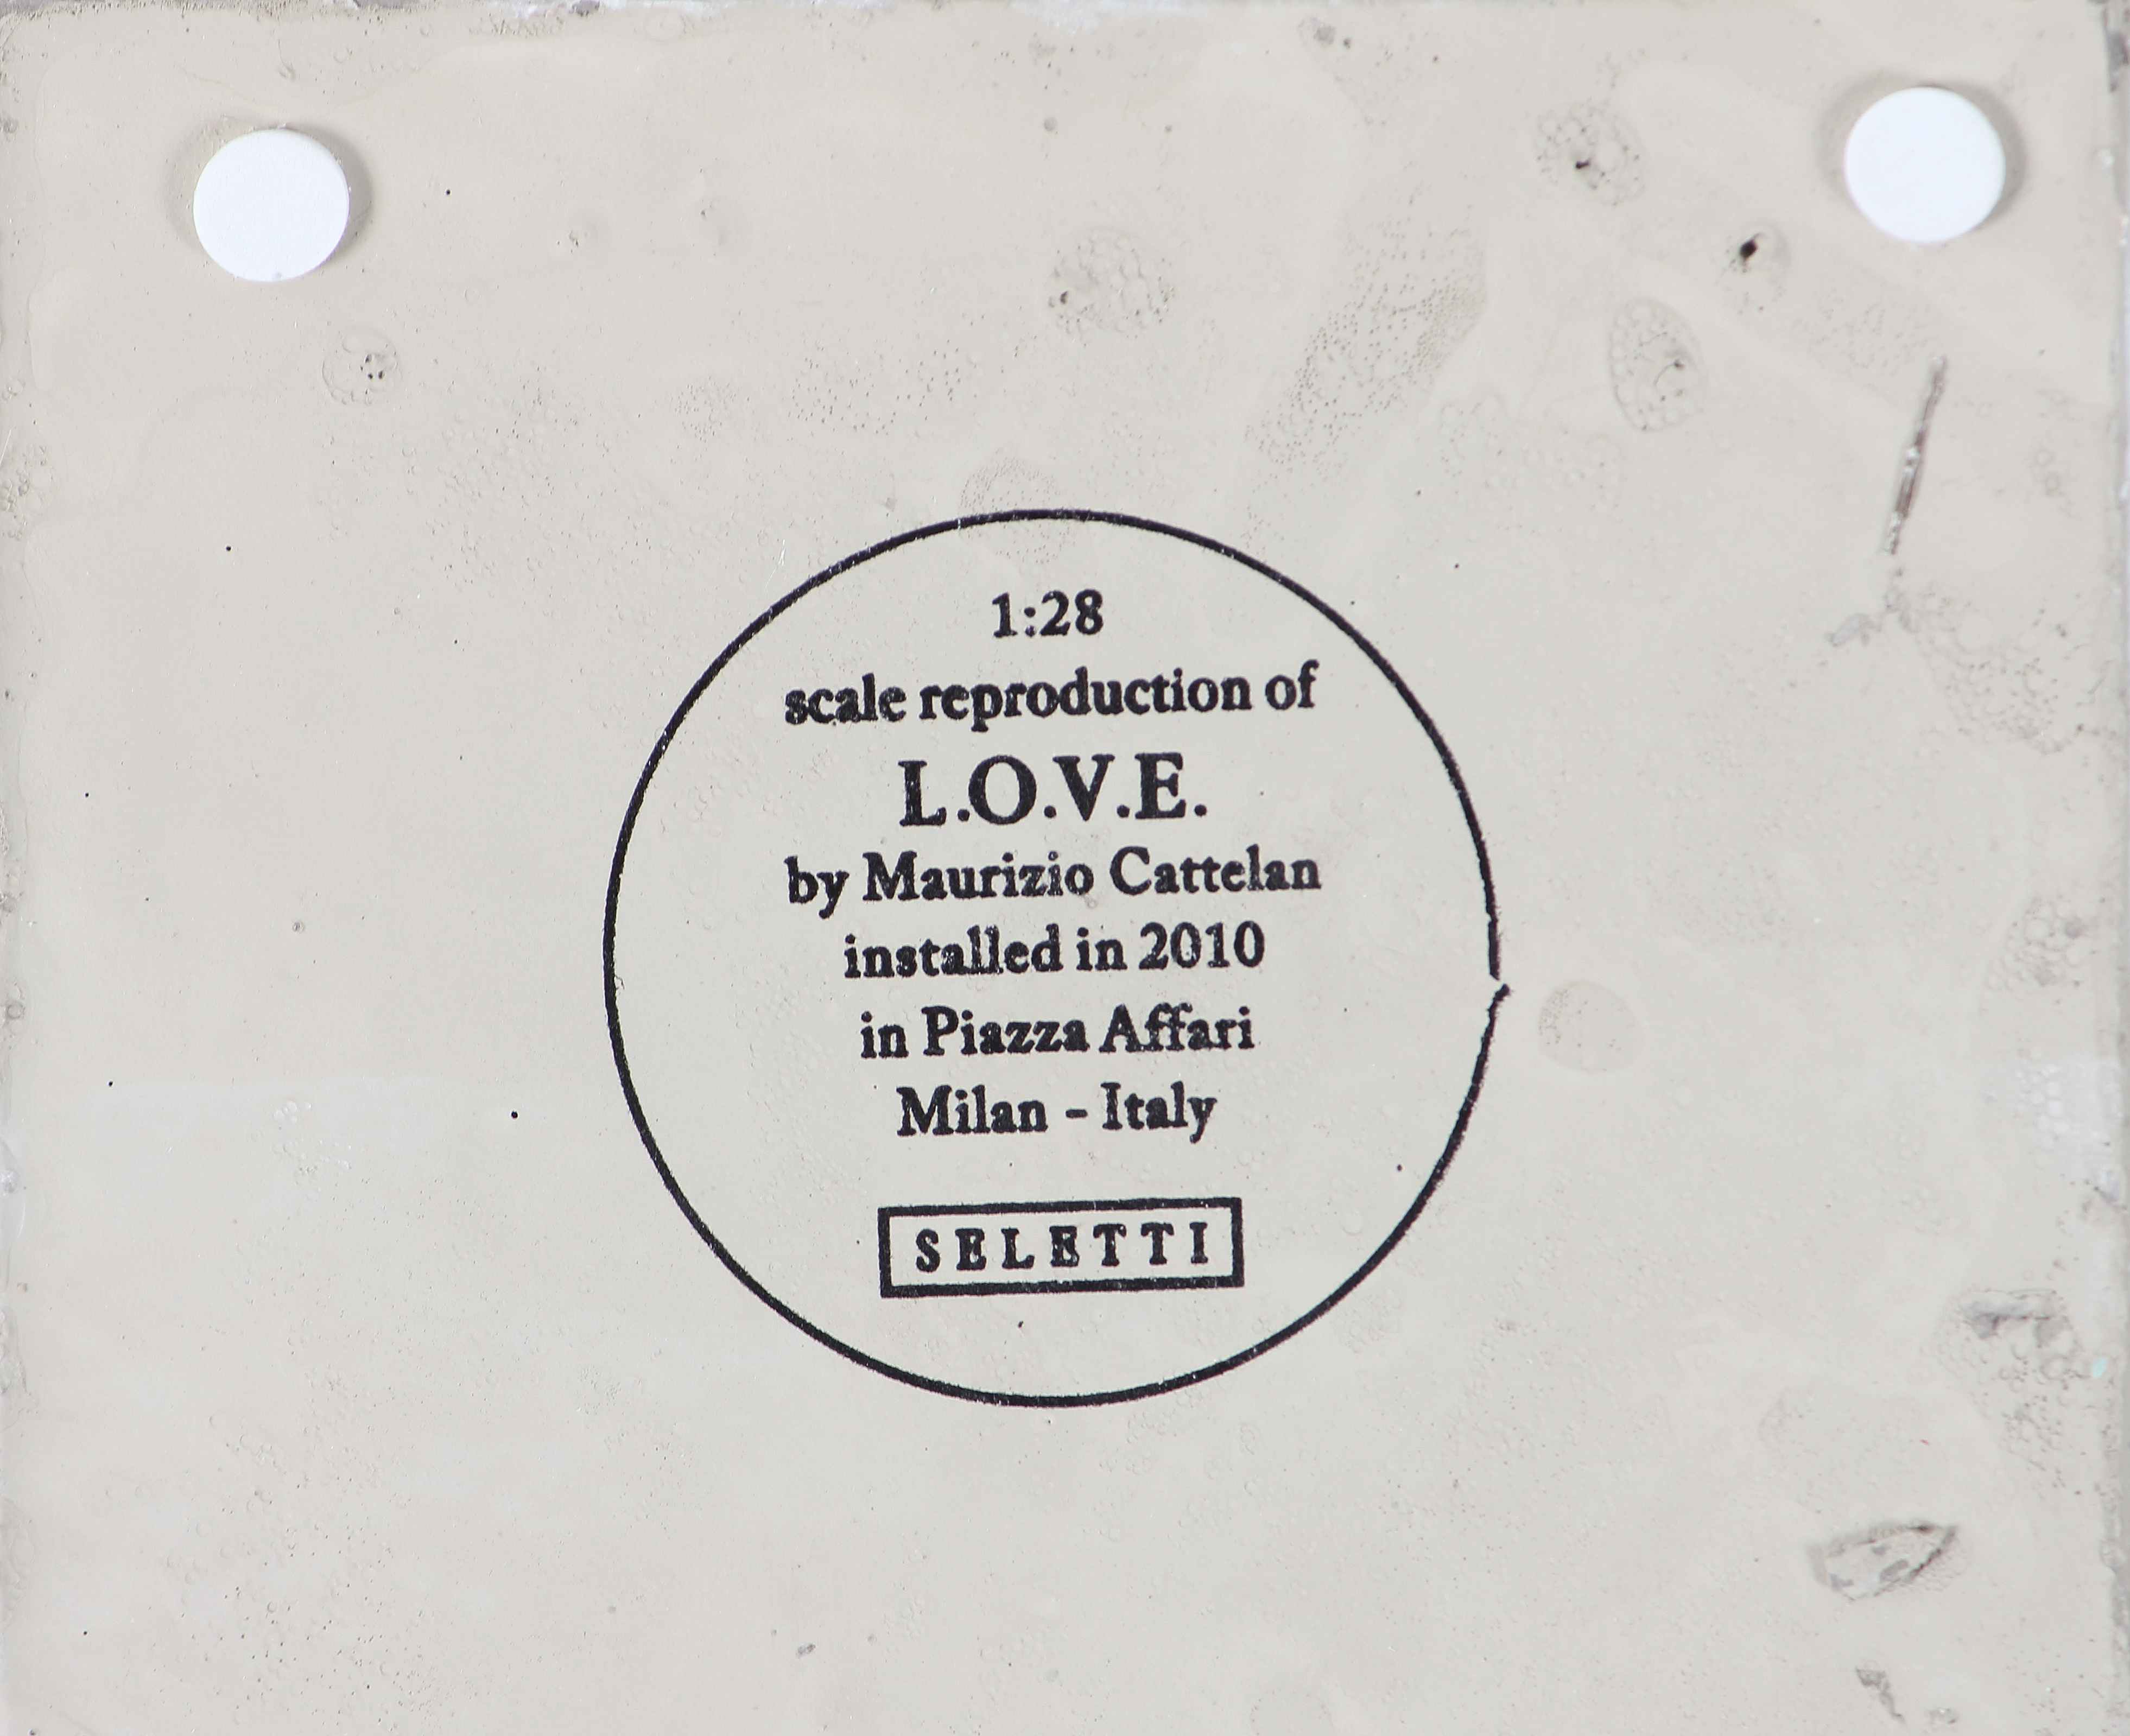 1:28
scale reproduction of
L.O.V.E.
by Maurizio Cattelan
installed in 2010
in Piazza Affari
Milan - Italy
SELETTI